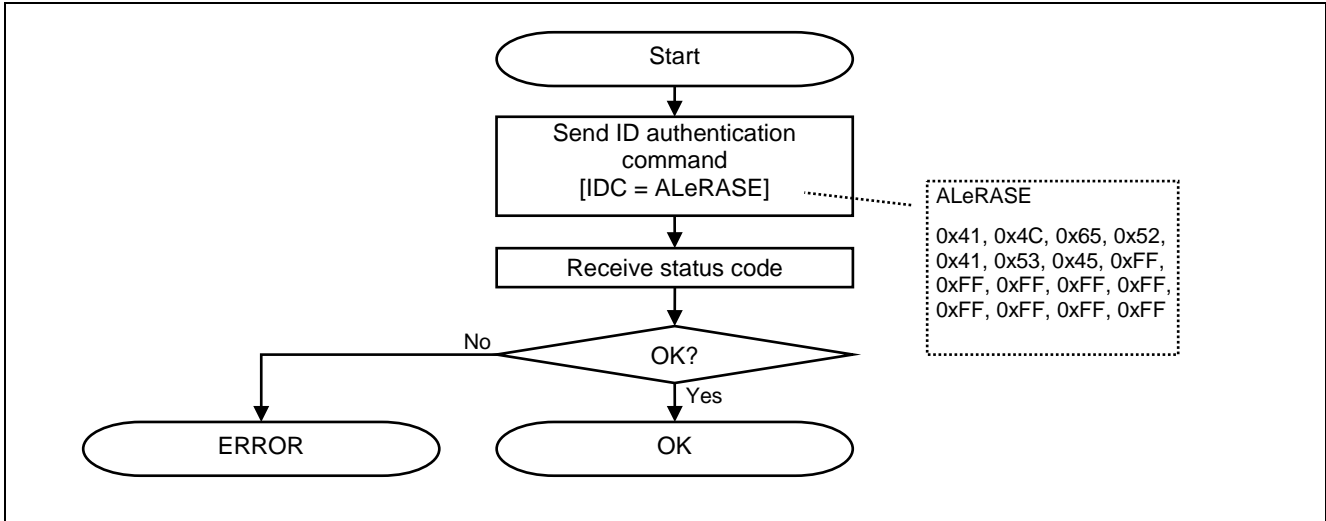 Start
Send ID authentication
command
[IDC = ALeRASE]
ALeRASE
0x41, 0x4C, 0x65, 0x52,
0x41, 0x53, 0x45, 0xFF,
0xFF, 0xFF, 0xFF, 0xFF,
0xFF, 0xFF, 0xFF, 0xFF
Receive status code
OK?
No
Yes
ERROR
OK